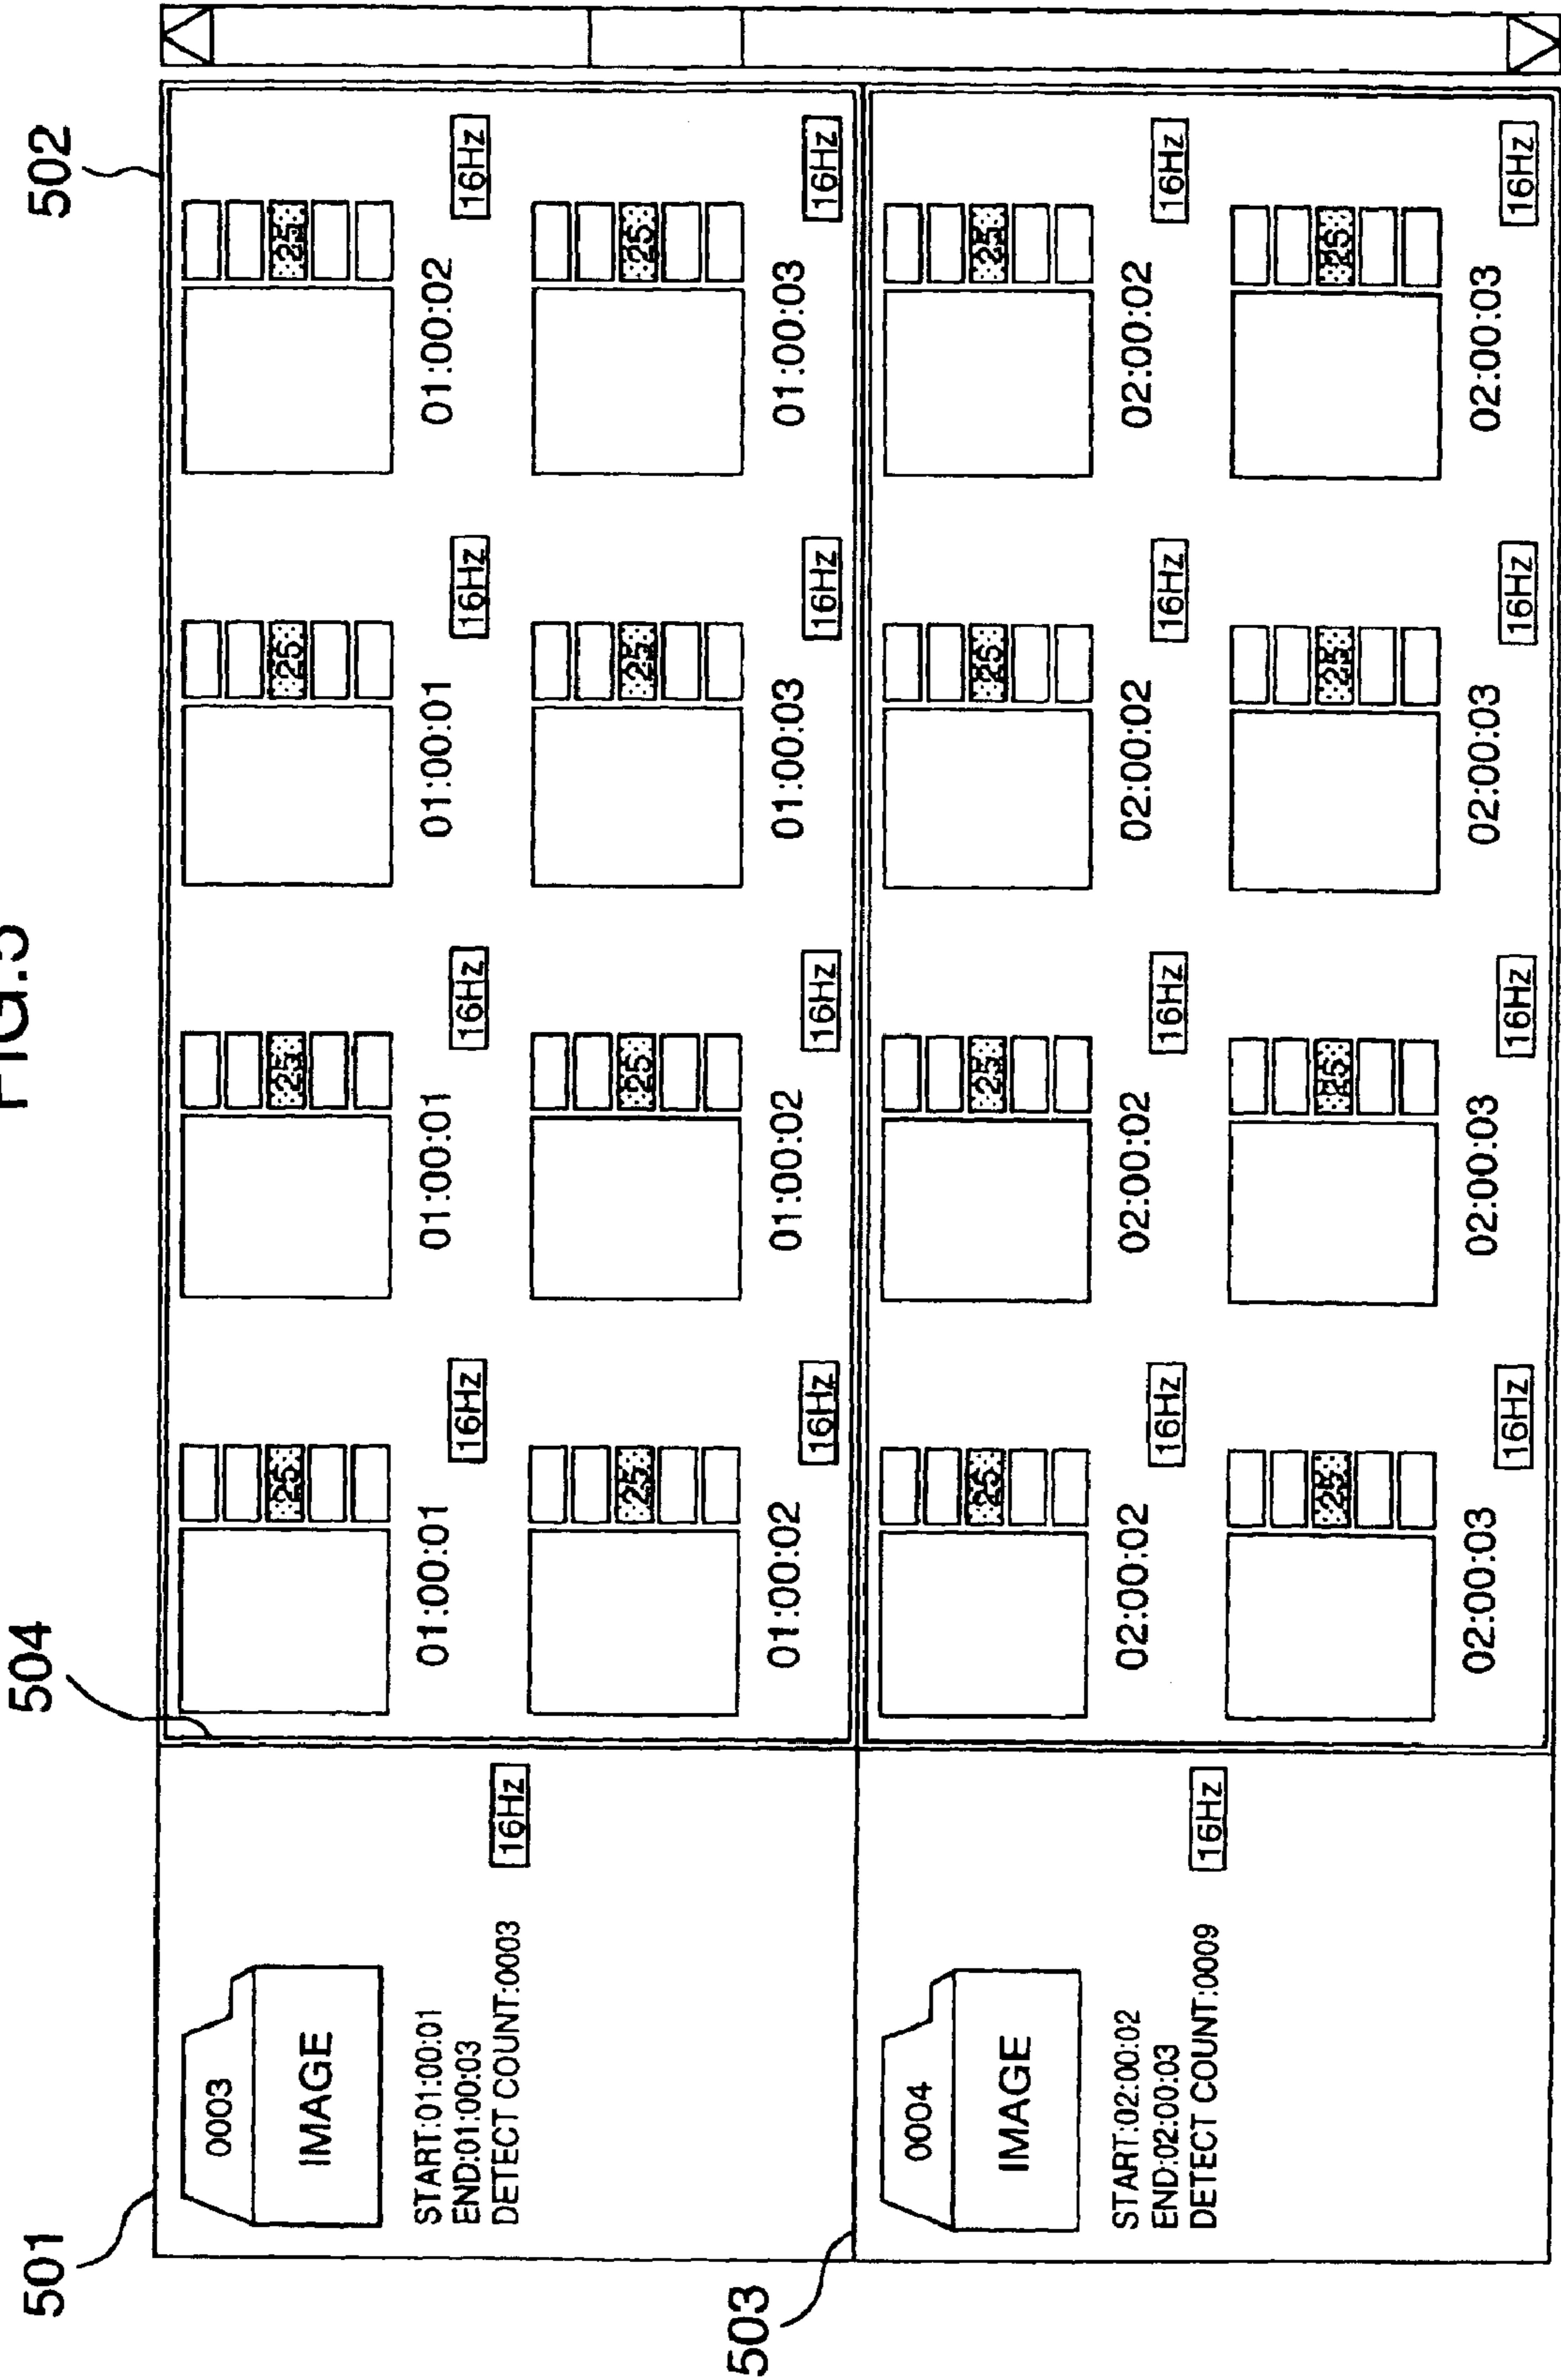 FIG.5
501
504
502
503
0003
IMAGE
START:01:00:01
END:01:00:03
DETECT COUNT:0003
16Hz
25 25 25 25
01:00:01 01:00:01 01:00:01 01:00:02
16Hz 16Hz 16Hz 16Hz
25 25 25 25
01:00:02 01:00:02 01:00:03 01:00:03
16Hz 16Hz 16Hz 16Hz
0004
IMAGE
START:02:00:02
END:02:00:03
DETECT COUNT:0009
16Hz
25 25 25 25
02:00:02 02:00:02 02:00:02 02:00:02
16Hz 16Hz 16Hz 16Hz
25 25 25 25
02:00:03 02:00:03 02:00:03 02:00:03
16Hz 16Hz 16Hz 16Hz